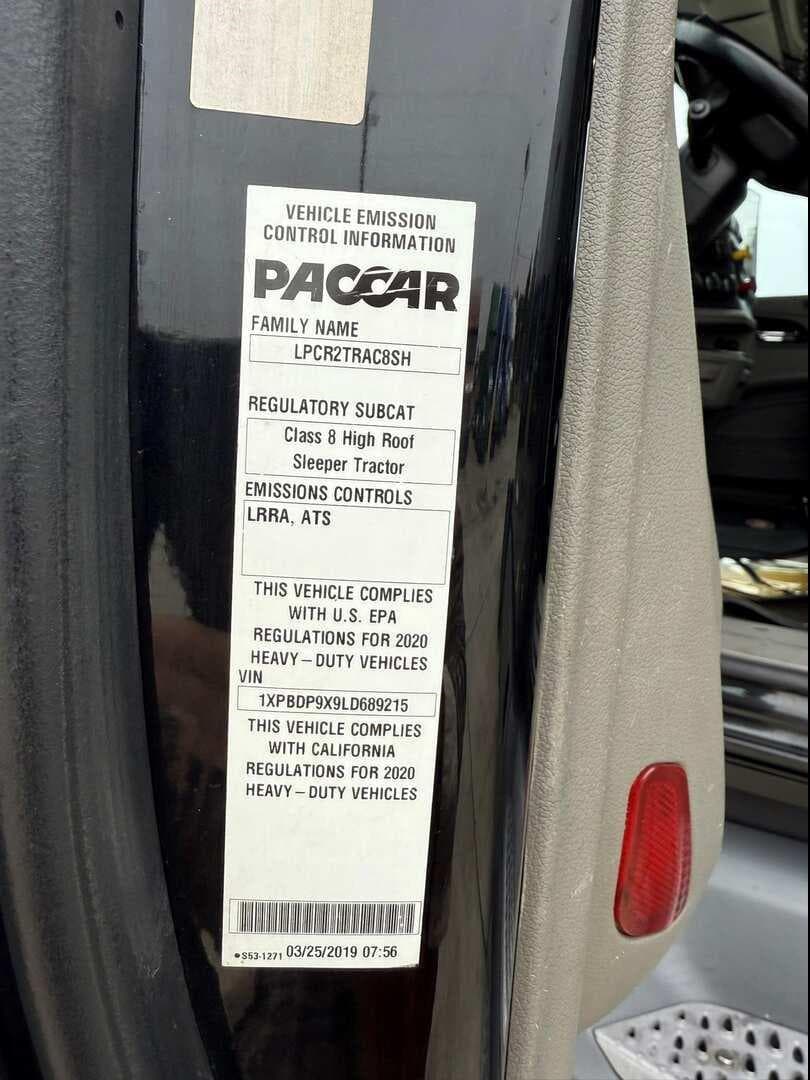 VEHICLE EMISSION
CONTROL INFORMATION
PACCAR
FAMILY NAME
LPCR2TRAC8SH
REGULATORY SUBCAT
Class 8 High Roof
Sleeper Tractor
EMISSIONS CONTROLS
LRRA, ATS
THIS VEHICLE COMPLIES
WITH U.S. EPA
REGULATIONS FOR 2020
HEAVY-DUTY VEHICLES
VIN
1XPBDP9X9LD689215
THIS VEHICLE COMPLIES
WITH CALIFORNIA
REGULATIONS FOR 2020
HEAVY-DUTY VEHICLES
•S53-1271 03/25/2019 07:56